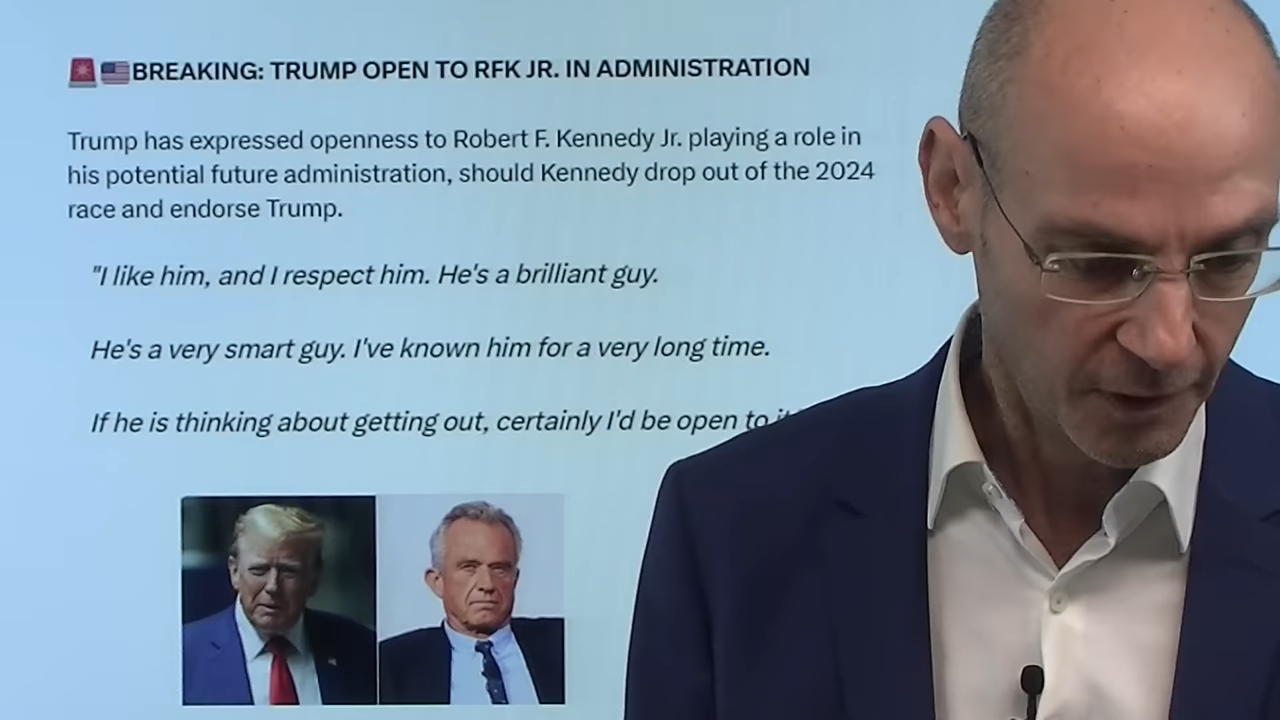 🚨🇺🇸BREAKING: TRUMP OPEN TO RFK JR. IN ADMINISTRATION
Trump has expressed openness to Robert F. Kennedy Jr. playing a role in
his potential future administration, should Kennedy drop out of the 2024
race and endorse Trump.
"I like him, and I respect him. He's a brilliant guy.
He's a very smart guy. I've known him for a very long time.
If he is thinking about getting out, certainly I'd be open to